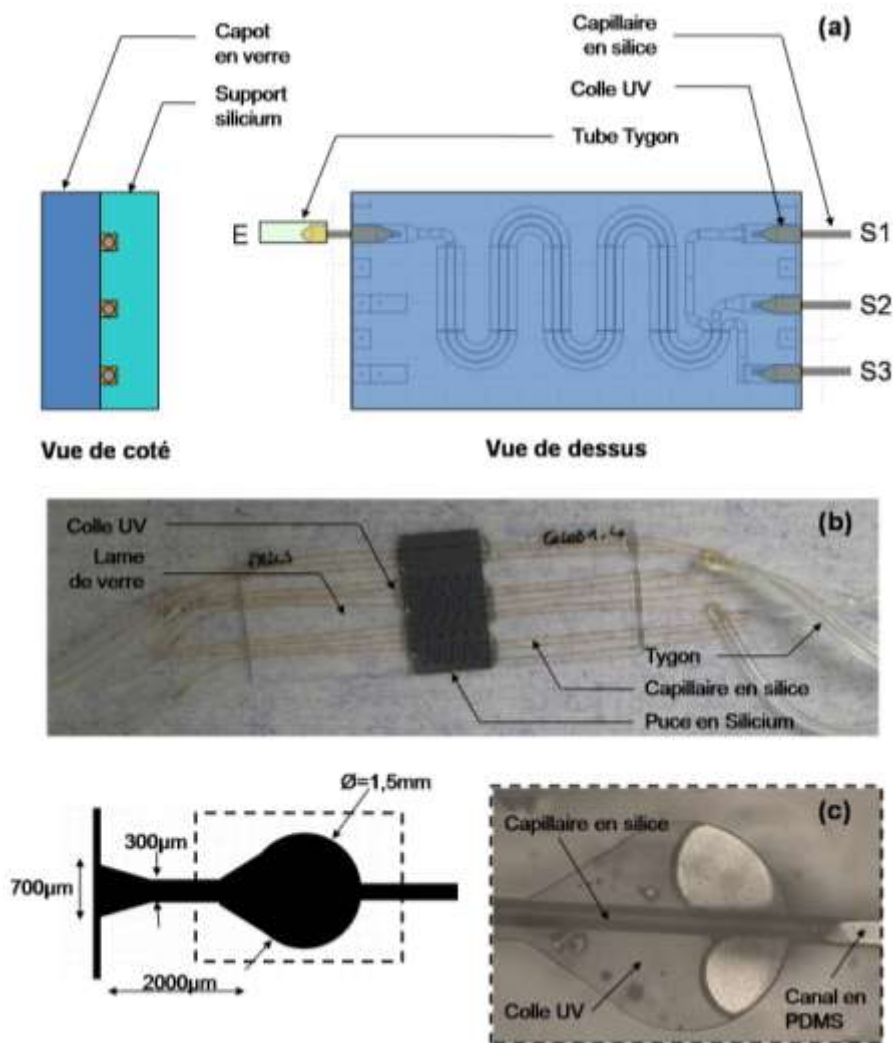 Capot
en verre
Support
silicium
Capillaire
en silice
(a)
Colle UV
Tube Tygon
E
S1
S2
S3
Vue de coté
Vue de dessus
Colle UV
Lame
de verre
(b)
Tygon
Capillaire en silice
Puce en Silicium
Ø=1,5mm
300µm
700µm
2000µm
(c)
Capillaire en silice
Colle UV
Canal en
PDMS